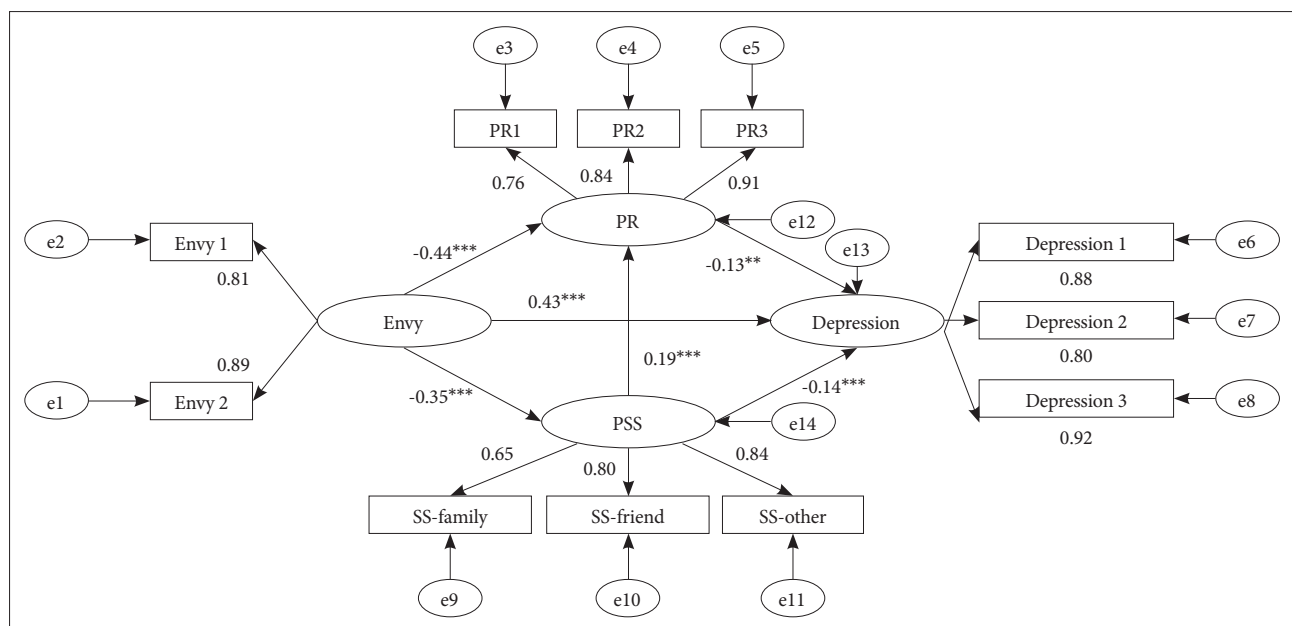 e3
e4
e5
PR1
PR2
PR3
0.76
0.84
0.91
PR
e12
e2
Envy 1
0.81
-0.44***
-0.13**
e13
Depression 1
e6
0.88
Envy
0.43***
Depression
Depression 2
e7
0.80
0.89
e1
Envy 2
-0.35***
0.19***
-0.14***
Depression 3
e8
0.92
PSS
e14
0.65
0.80
0.84
SS-family
SS-friend
SS-other
e9
e10
e11